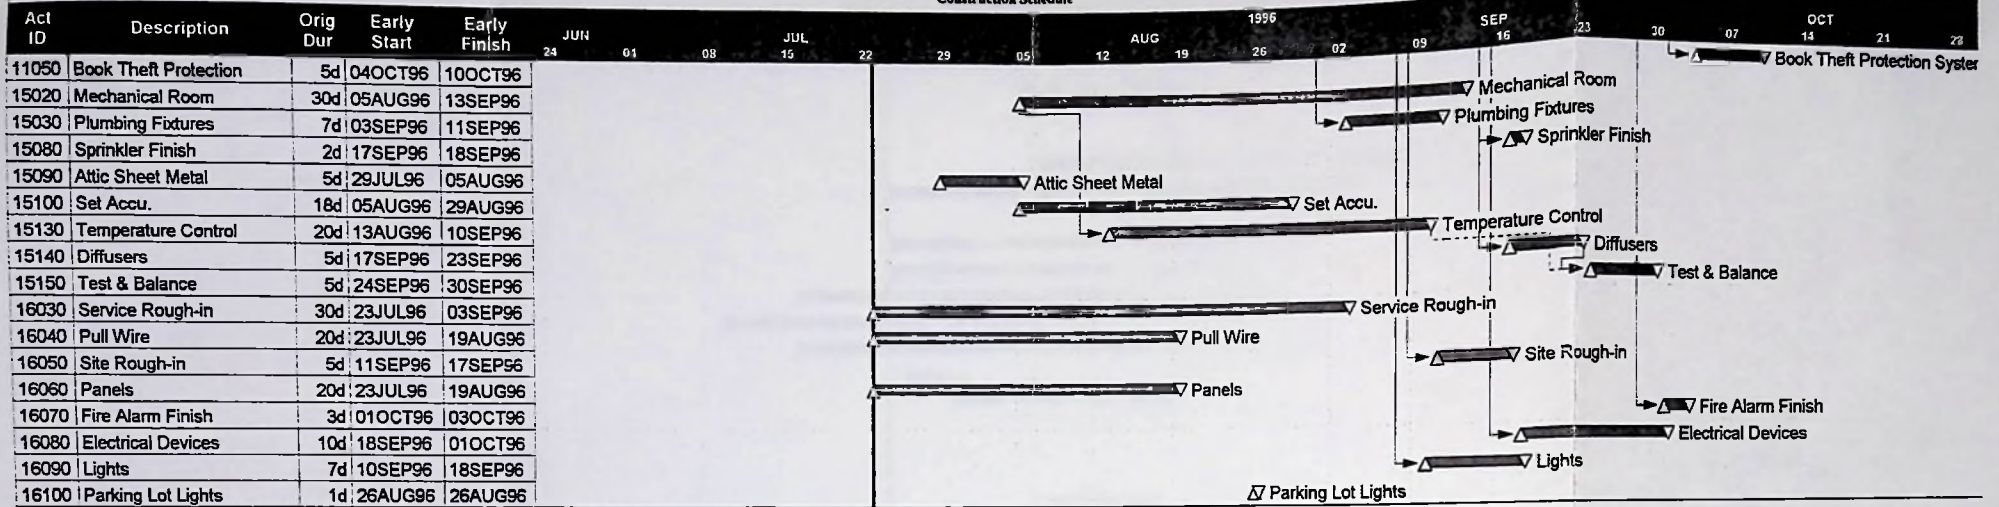 Construction Schedule
Act ID Description Orig Dur Early Start Early Finish
1996
JUN JUL AUG SEP OCT
24 01 08 15 22 29 05 12 19 26 02 09 16 23 30 07 14 21 28
11050 Book Theft Protection 5d 04OCT96 10OCT96 Book Theft Protection Syster
15020 Mechanical Room 30d 05AUG96 13SEP96 Mechanical Room
15030 Plumbing Fixtures 7d 03SEP96 11SEP96 Plumbing Fixtures
15080 Sprinkler Finish 2d 17SEP96 18SEP96 Sprinkler Finish
15090 Attic Sheet Metal 5d 29JUL96 05AUG96 Attic Sheet Metal
15100 Set Accu. 18d 05AUG96 29AUG96 Set Accu.
15130 Temperature Control 20d 13AUG96 10SEP96 Temperature Control
15140 Diffusers 5d 17SEP96 23SEP96 Diffusers
15150 Test & Balance 5d 24SEP96 30SEP96 Test & Balance
16030 Service Rough-in 30d 23JUL96 03SEP96 Service Rough-in
16040 Pull Wire 20d 23JUL96 19AUG96 Pull Wire
16050 Site Rough-in 5d 11SEP96 17SEP96 Site Rough-in
16060 Panels 20d 23JUL96 19AUG96 Panels
16070 Fire Alarm Finish 3d 01OCT96 03OCT96 Fire Alarm Finish
16080 Electrical Devices 10d 18SEP96 01OCT96 Electrical Devices
16090 Lights 7d 10SEP96 18SEP96 Lights
16100 Parking Lot Lights 1d 26AUG96 26AUG96 Parking Lot Lights